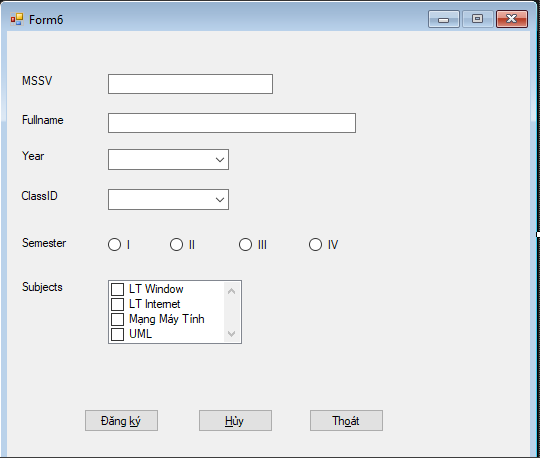 Form6
MSSV
Fullname
Year
ClassID
Semester I II III IV
Subjects
LT Window
LT Internet
Mạng Máy Tính
UML
Đăng ký Hủy Thoát